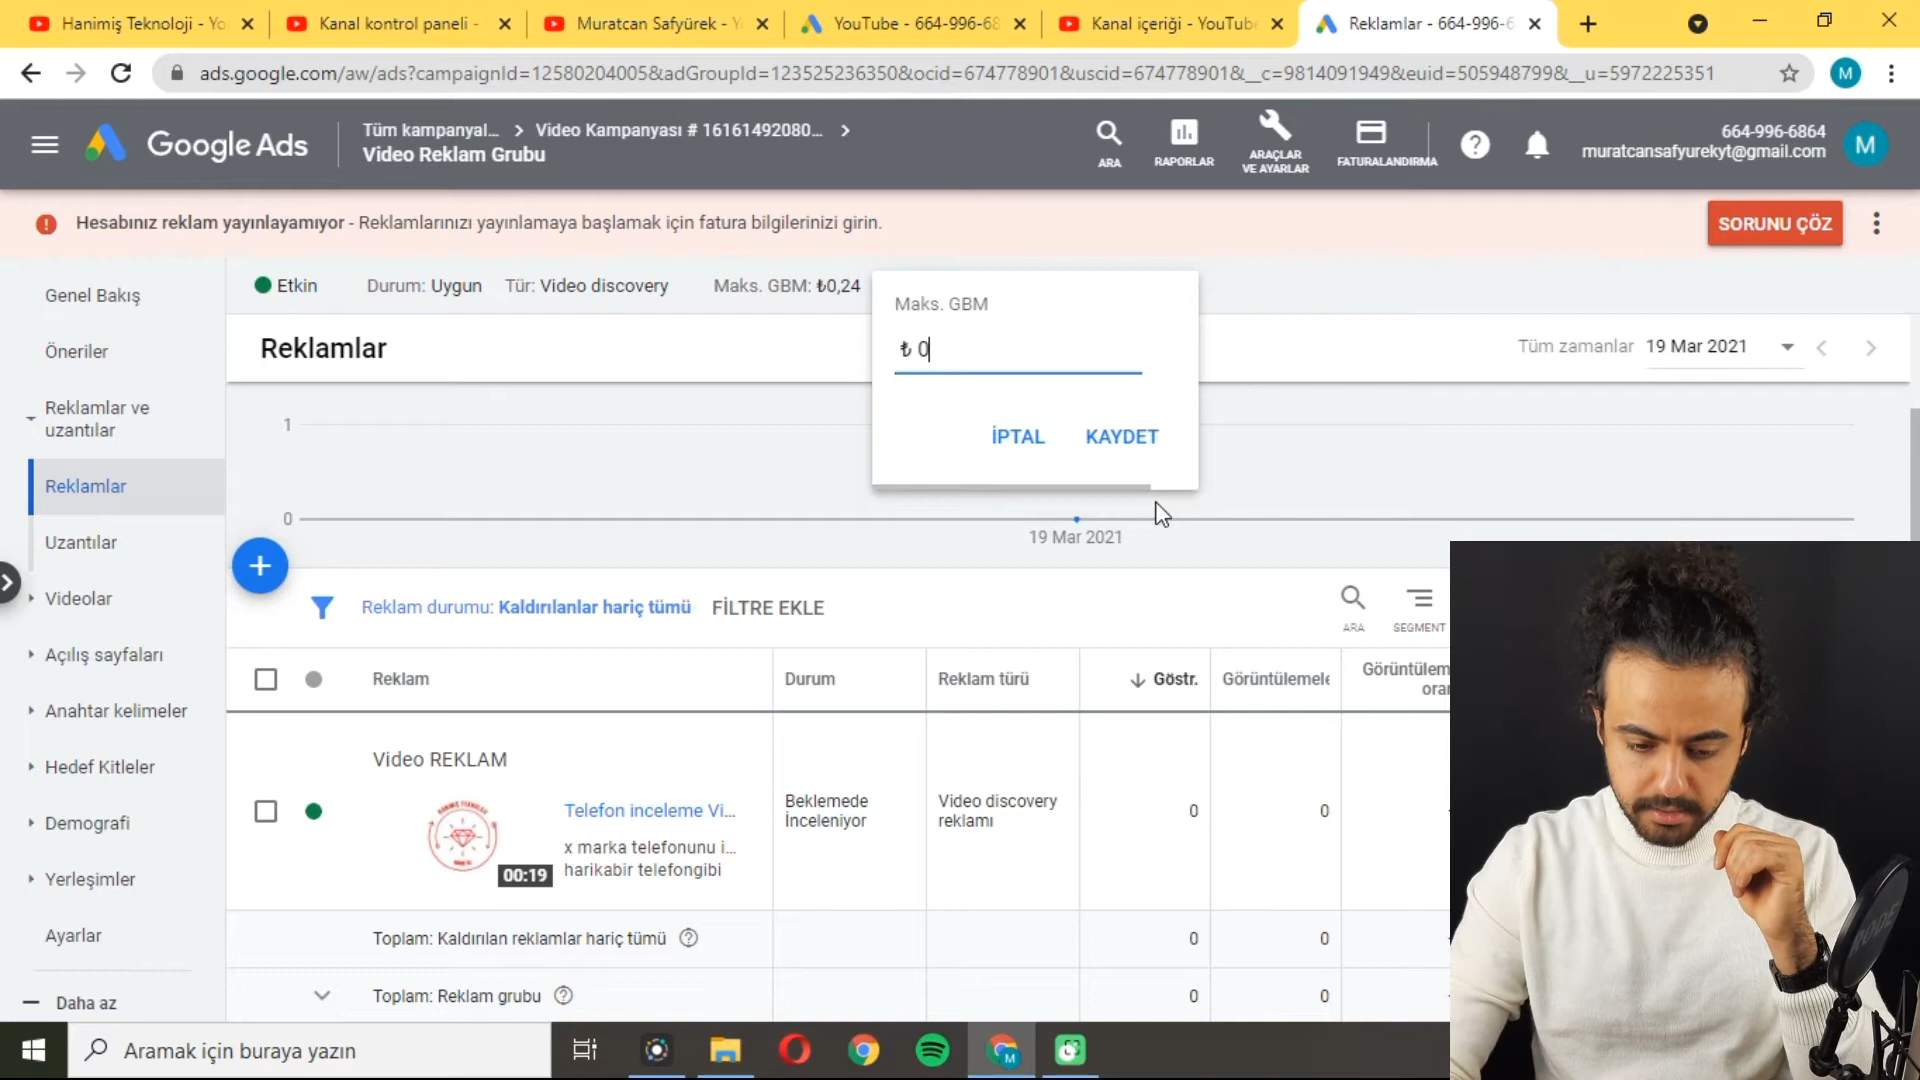 Hanimiş Teknoloji - Yo
Kanal kontrol paneli -
Muratcan Safyürek - Y
YouTube - 664-996-68
Kanal içeriği - YouTube
Reklamlar - 664-996-6
ads.google.com/aw/ads?campaignId=12580204005&adGroupId=123525236350&ocid=674778901&uscid=674778901&__c=9814091949&euid=505948799&__u=5972225351
M
Google Ads
Tüm kampanyal... > Video Kampanyası # 16161492080... >
Video Reklam Grubu
ARA
RAPORLAR
ARAÇLAR
VE AYARLAR
FATURALANDIRMA
664-996-6864
muratcansafyurekyt@gmail.com
M
Hesabınız reklam yayınlayamıyor - Reklamlarınızı yayınlamaya başlamak için fatura bilgilerinizi girin.
SORUNU ÇÖZ
Genel Bakış
Öneriler
Reklamlar ve
uzantılar
Reklamlar
Uzantılar
Videolar
Açılış sayfaları
Anahtar kelimeler
Hedef Kitleler
Demografi
Yerleşimler
Ayarlar
Daha az
Etkin
Durum: Uygun
Tür: Video discovery
Maks. GBM: ₺0,24
Maks. GBM
₺ 0
İPTAL
KAYDET
Reklamlar
Tüm zamanlar 19 Mar 2021
1
0
19 Mar 2021
Reklam durumu: Kaldırılanlar hariç tümü
FİLTRE EKLE
ARA
SEGMENT
Reklam
Durum
Reklam türü
Göstr.
Görüntülemele
Görüntülem
oran
Video REKLAM
00:19
Telefon inceleme Vi...
x marka telefonunu i...
harikabir telefongibi
Beklemede
İnceleniyor
Video discovery
reklamı
0
0
Toplam: Kaldırılan reklamlar hariç tümü
0
0
Toplam: Reklam grubu
0
0
Aramak için buraya yazın
M
RODE